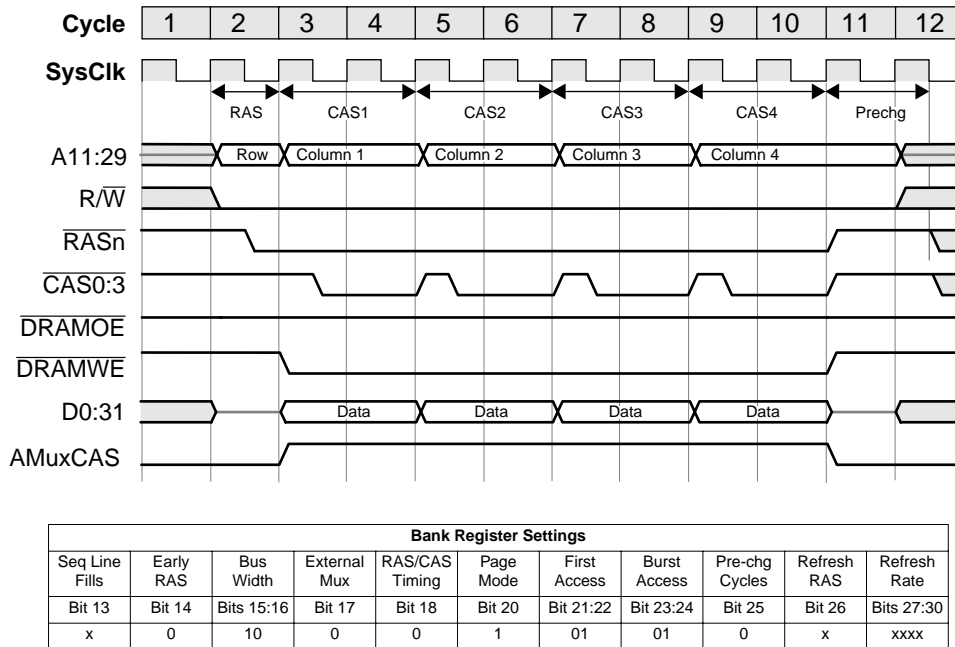 Cycle 1 2 3 4 5 6 7 8 9 10 11 12
SysClk
RAS CAS1 CAS2 CAS3 CAS4 Prechg
A11:29 Row Column 1 Column 2 Column 3 Column 4
R/W̅
R̅A̅S̅n̅
C̅A̅S̅0̅:̅3̅
D̅R̅A̅M̅O̅E̅
D̅R̅A̅M̅W̅E̅
D0:31 Data Data Data Data
AMuxCAS
Bank Register Settings
Seq Line Fills Early RAS Bus Width External Mux RAS/CAS Timing Page Mode First Access Burst Access Pre-chg Cycles Refresh RAS Refresh Rate
Bit 13 Bit 14 Bits 15:16 Bit 17 Bit 18 Bit 20 Bit 21:22 Bit 23:24 Bit 25 Bit 26 Bits 27:30
x 0 10 0 0 1 01 01 0 x xxxx